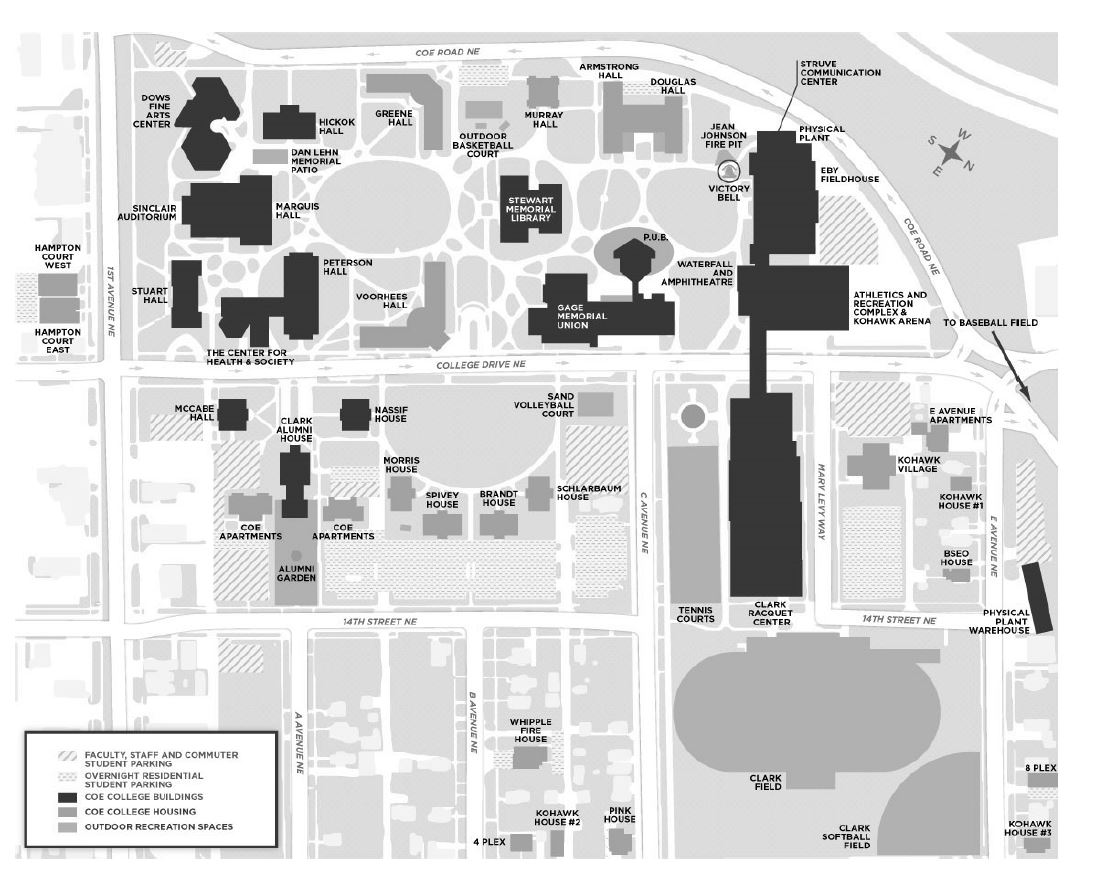 COE ROAD NE
STRUVE
COMMUNICATION
CENTER
ARMSTRONG
HALL
DOUGLAS
HALL
DOWS
FINE
ARTS
CENTER
HICKOK
HALL
GREENE
HALL
OUTDOOR
BASKETBALL
COURT
MURRAY
HALL
JEAN
JOHNSON
FIRE PIT
PHYSICAL
PLANT
W
S
N
E
DAN LEHN
MEMORIAL
PATIO
EBY
FIELDHOUSE
VICTORY
BELL
SINCLAIR
AUDITORIUM
MARQUIS
HALL
STEWART
MEMORIAL
LIBRARY
P.U.B.
COE ROAD NE
HAMPTON
COURT
WEST
1ST AVENUE NE
STUART
HALL
PETERSON
HALL
VOORHEES
HALL
GAGE
MEMORIAL
UNION
WATERFALL
AND
AMPHITHEATRE
ATHLETICS AND
RECREATION
COMPLEX &
KOHAWK ARENA
TO BASEBALL FIELD
HAMPTON
COURT
EAST
THE CENTER FOR
HEALTH & SOCIETY
COLLEGE DRIVE NE
MCCABE
HALL
CLARK
ALUMNI
HOUSE
NASSIF
HOUSE
SAND
VOLLEYBALL
COURT
E AVENUE
APARTMENTS
MORRIS
HOUSE
SPIVEY
HOUSE
BRANDT
HOUSE
SCHLARBAUM
HOUSE
KOHAWK
VILLAGE
KOHAWK
HOUSE #1
COE
APARTMENTS
COE
APARTMENTS
C AVENUE NE
MARY LEVY WAY
E AVENUE NE
BSEO
HOUSE
ALUMNI
GARDEN
TENNIS
COURTS
CLARK
RACQUET
CENTER
PHYSICAL
PLANT
WAREHOUSE
14TH STREET NE
14TH STREET NE
A AVENUE NE
B AVENUE NE
WHIPPLE
FIRE
HOUSE
CLARK
FIELD
8 PLEX
KOHAWK
HOUSE #2
PINK
HOUSE
4 PLEX
CLARK
SOFTBALL
FIELD
KOHAWK
HOUSE #3
FACULTY, STAFF AND COMMUTER
STUDENT PARKING
OVERNIGHT RESIDENTIAL
STUDENT PARKING
COE COLLEGE BUILDINGS
COE COLLEGE HOUSING
OUTDOOR RECREATION SPACES